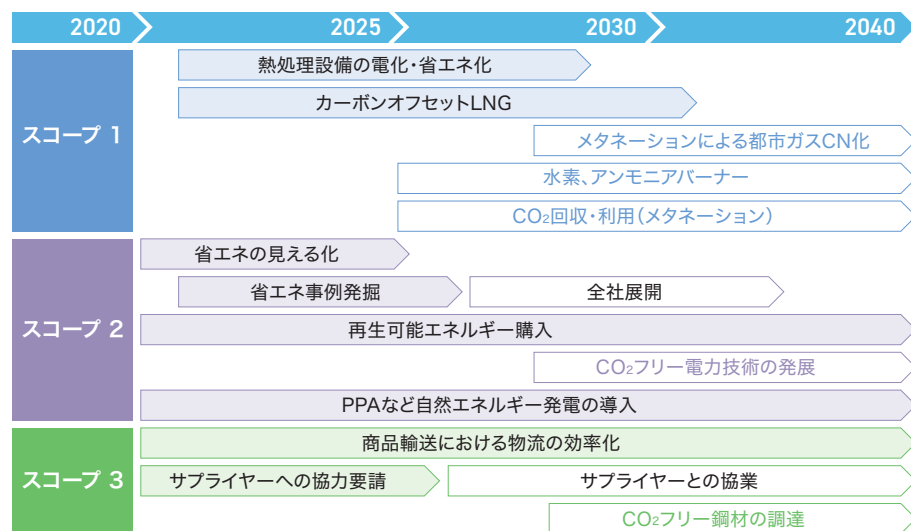 2020 2025 2030 2040
スコープ 1
熱処理設備の電化・省エネ化
カーボンオフセットLNG
メタネーションによる都市ガスCN化
水素、アンモニアバーナー
CO₂回収・利用(メタネーション)
スコープ 2
省エネの見える化
省エネ事例発掘 全社展開
再生可能エネルギー購入
CO₂フリー電力技術の発展
PPAなど自然エネルギー発電の導入
スコープ 3
商品輸送における物流の効率化
サプライヤーへの協力要請 サプライヤーとの協業
CO₂フリー鋼材の調達